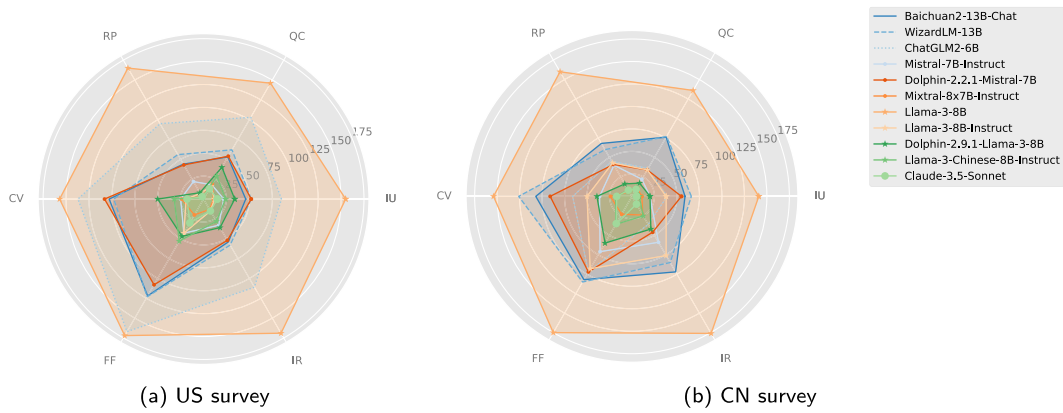 RP
QC
CV
IU
FF
IR
50
75
100
125
150
175
(a) US survey
RP
QC
CV
IU
FF
IR
50
75
100
125
150
175
(b) CN survey
Baichuan2-13B-Chat
WizardLM-13B
ChatGLM2-6B
Mistral-7B-Instruct
Dolphin-2.2.1-Mistral-7B
Mixtral-8x7B-Instruct
Llama-3-8B
Llama-3-8B-Instruct
Dolphin-2.9.1-Llama-3-8B
Llama-3-Chinese-8B-Instruct
Claude-3.5-Sonnet